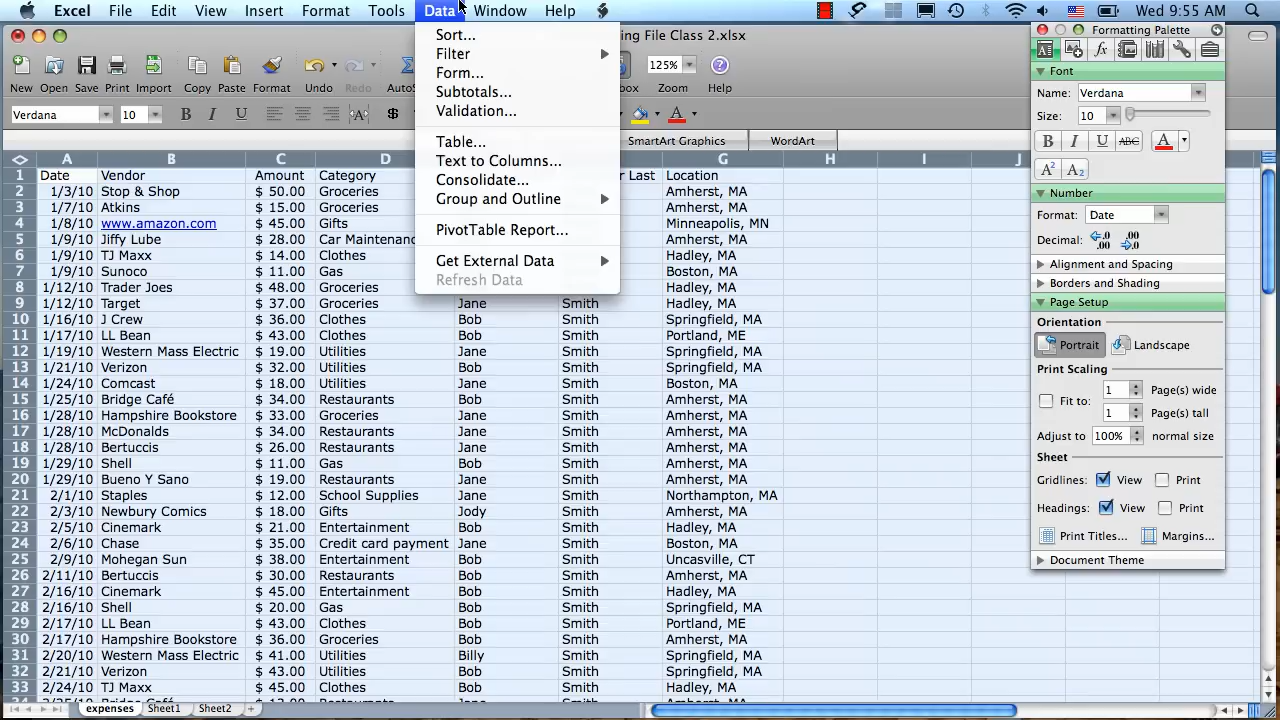 Excel File Edit View Insert Format Tools Data Window Help Wed 9:55 AM
ing File Class 2.xlsx
New Open Save Print Import Copy Paste Format Undo Redo 125% Zoom Help
Verdana 10 B I U A $ A
SmartArt Graphics WordArt
Sort...
Filter
Form...
Subtotals...
Validation...
Table...
Text to Columns...
Consolidate...
Group and Outline
PivotTable Report...
Get External Data
Refresh Data
A B C D G H I J
1 Date Vendor Amount Category Last Location
2 1/3/10 Stop & Shop $ 50.00 Groceries Amherst, MA
3 1/7/10 Atkins $ 15.00 Groceries Amherst, MA
4 1/8/10 www.amazon.com $ 45.00 Gifts Minneapolis, MN
5 1/9/10 Jiffy Lube $ 28.00 Car Maintenanc Amherst, MA
6 1/9/10 TJ Maxx $ 14.00 Clothes Hadley, MA
7 1/9/10 Sunoco $ 11.00 Gas Boston, MA
8 1/12/10 Trader Joes $ 48.00 Groceries Hadley, MA
9 1/12/10 Target $ 37.00 Groceries Jane Smith Hadley, MA
10 1/16/10 J Crew $ 36.00 Clothes Bob Smith Springfield, MA
11 1/17/10 LL Bean $ 43.00 Clothes Bob Smith Portland, ME
12 1/19/10 Western Mass Electric $ 19.00 Utilities Jane Smith Springfield, MA
13 1/21/10 Verizon $ 32.00 Utilities Bob Smith Springfield, MA
14 1/24/10 Comcast $ 18.00 Utilities Jane Smith Boston, MA
15 1/25/10 Bridge Café $ 34.00 Restaurants Jane Smith Amherst, MA
16 1/28/10 Hampshire Bookstore $ 33.00 Groceries Jane Smith Amherst, MA
17 1/28/10 McDonalds $ 34.00 Restaurants Jane Smith Amherst, MA
18 1/28/10 Bertuccis $ 26.00 Restaurants Jane Smith Amherst, MA
19 1/29/10 Shell $ 11.00 Gas Bob Smith Amherst, MA
20 1/29/10 Bueno Y Sano $ 19.00 Restaurants Jane Smith Amherst, MA
21 2/1/10 Staples $ 12.00 School Supplies Jane Smith Northampton, MA
22 2/3/10 Newbury Comics $ 18.00 Gifts Jody Smith Amherst, MA
23 2/5/10 Cinemark $ 21.00 Entertainment Bob Smith Hadley, MA
24 2/6/10 Chase $ 35.00 Credit card payment Jane Smith Boston, MA
25 2/9/10 Mohegan Sun $ 38.00 Entertainment Bob Smith Uncasville, CT
26 2/11/10 Bertuccis $ 30.00 Restaurants Bob Smith Amherst, MA
27 2/16/10 Cinemark $ 45.00 Entertainment Bob Smith Hadley, MA
28 2/16/10 Shell $ 20.00 Gas Bob Smith Springfield, MA
29 2/17/10 LL Bean $ 43.00 Clothes Bob Smith Portland, ME
30 2/17/10 Hampshire Bookstore $ 36.00 Groceries Bob Smith Amherst, MA
31 2/20/10 Western Mass Electric $ 41.00 Utilities Billy Smith Springfield, MA
32 2/21/10 Verizon $ 43.00 Utilities Bob Smith Springfield, MA
33 2/24/10 TJ Maxx $ 45.00 Clothes Bob Smith Hadley, MA
expenses Sheet1 Sheet2 +
Formatting Palette
Font
Name: Verdana
Size: 10
B I U ABC A
A² A₂
Number
Format: Date
Decimal: .0 .00 .00 .0
Alignment and Spacing
Borders and Shading
Page Setup
Orientation
Portrait Landscape
Print Scaling
Fit to: 1 Page(s) wide
1 Page(s) tall
Adjust to 100% normal size
Sheet
Gridlines: View Print
Headings: View Print
Print Titles... Margins...
Document Theme